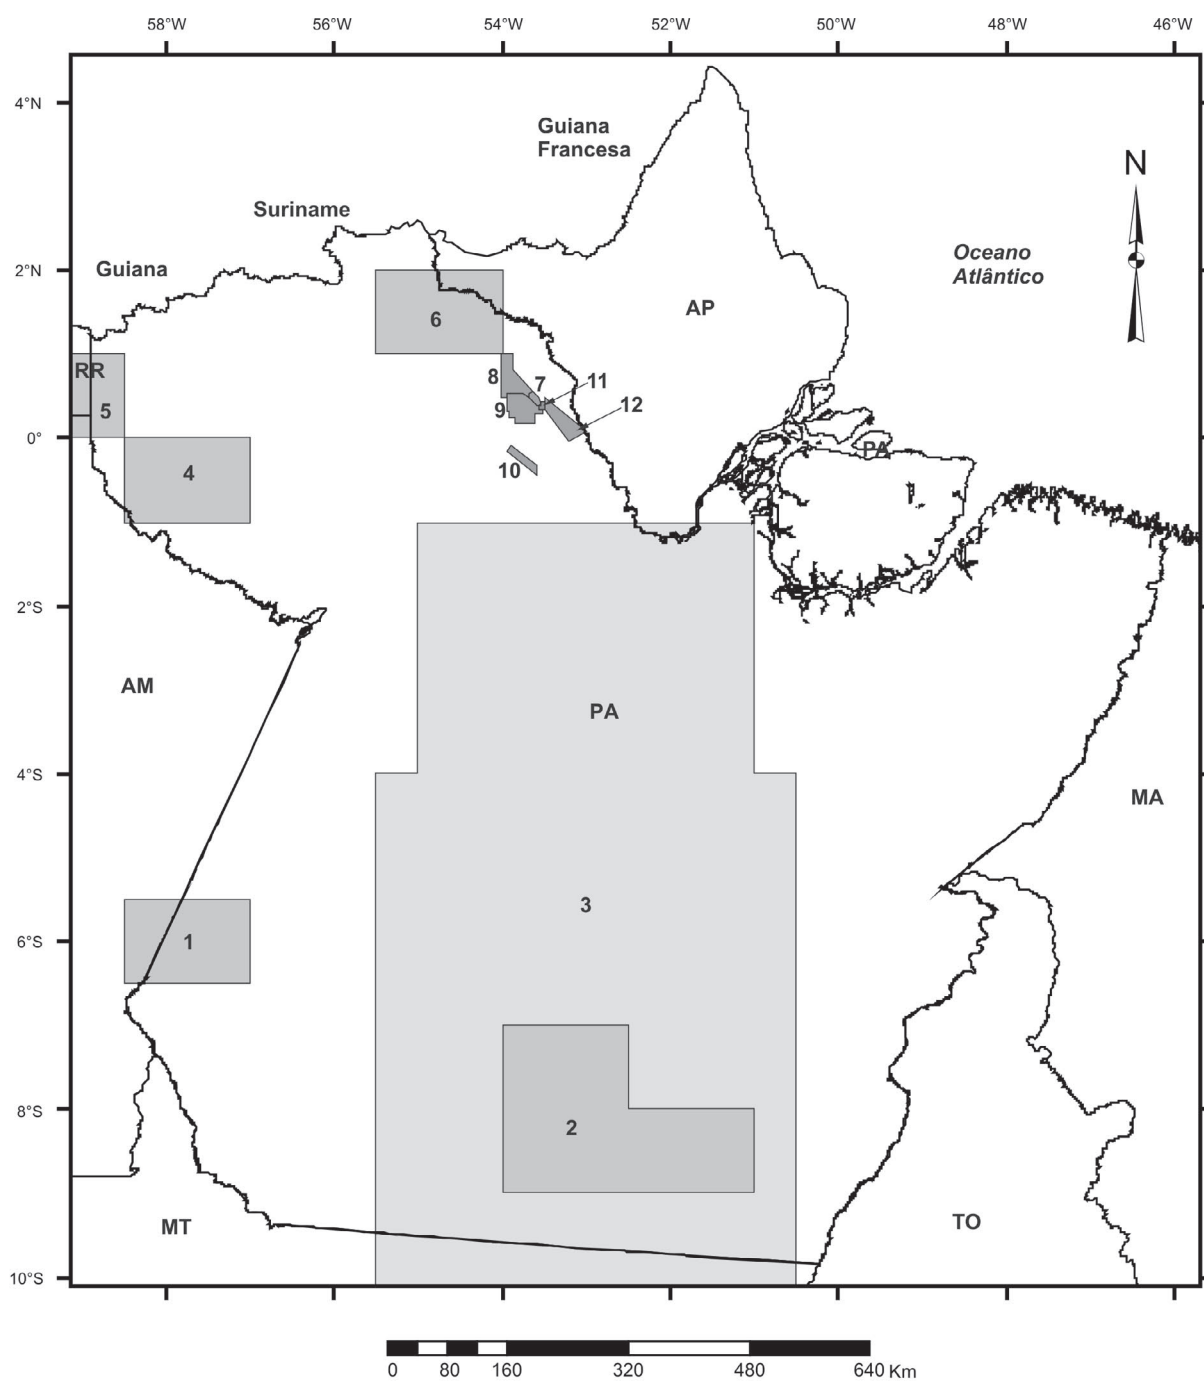 58°W 56°W 54°W 52°W 50°W 48°W 46°W
4°N
Guiana
Francesa
N
Suriname
Oceano
Atlântico
Guiana
2°N
AP
6
RR
8
7
11
5
9
12
0°
PA
4
10
2°S
AM
PA
4°S
MA
3
6°S
1
8°S
2
MT
TO
10°S
0 80 160 320 480 640 Km